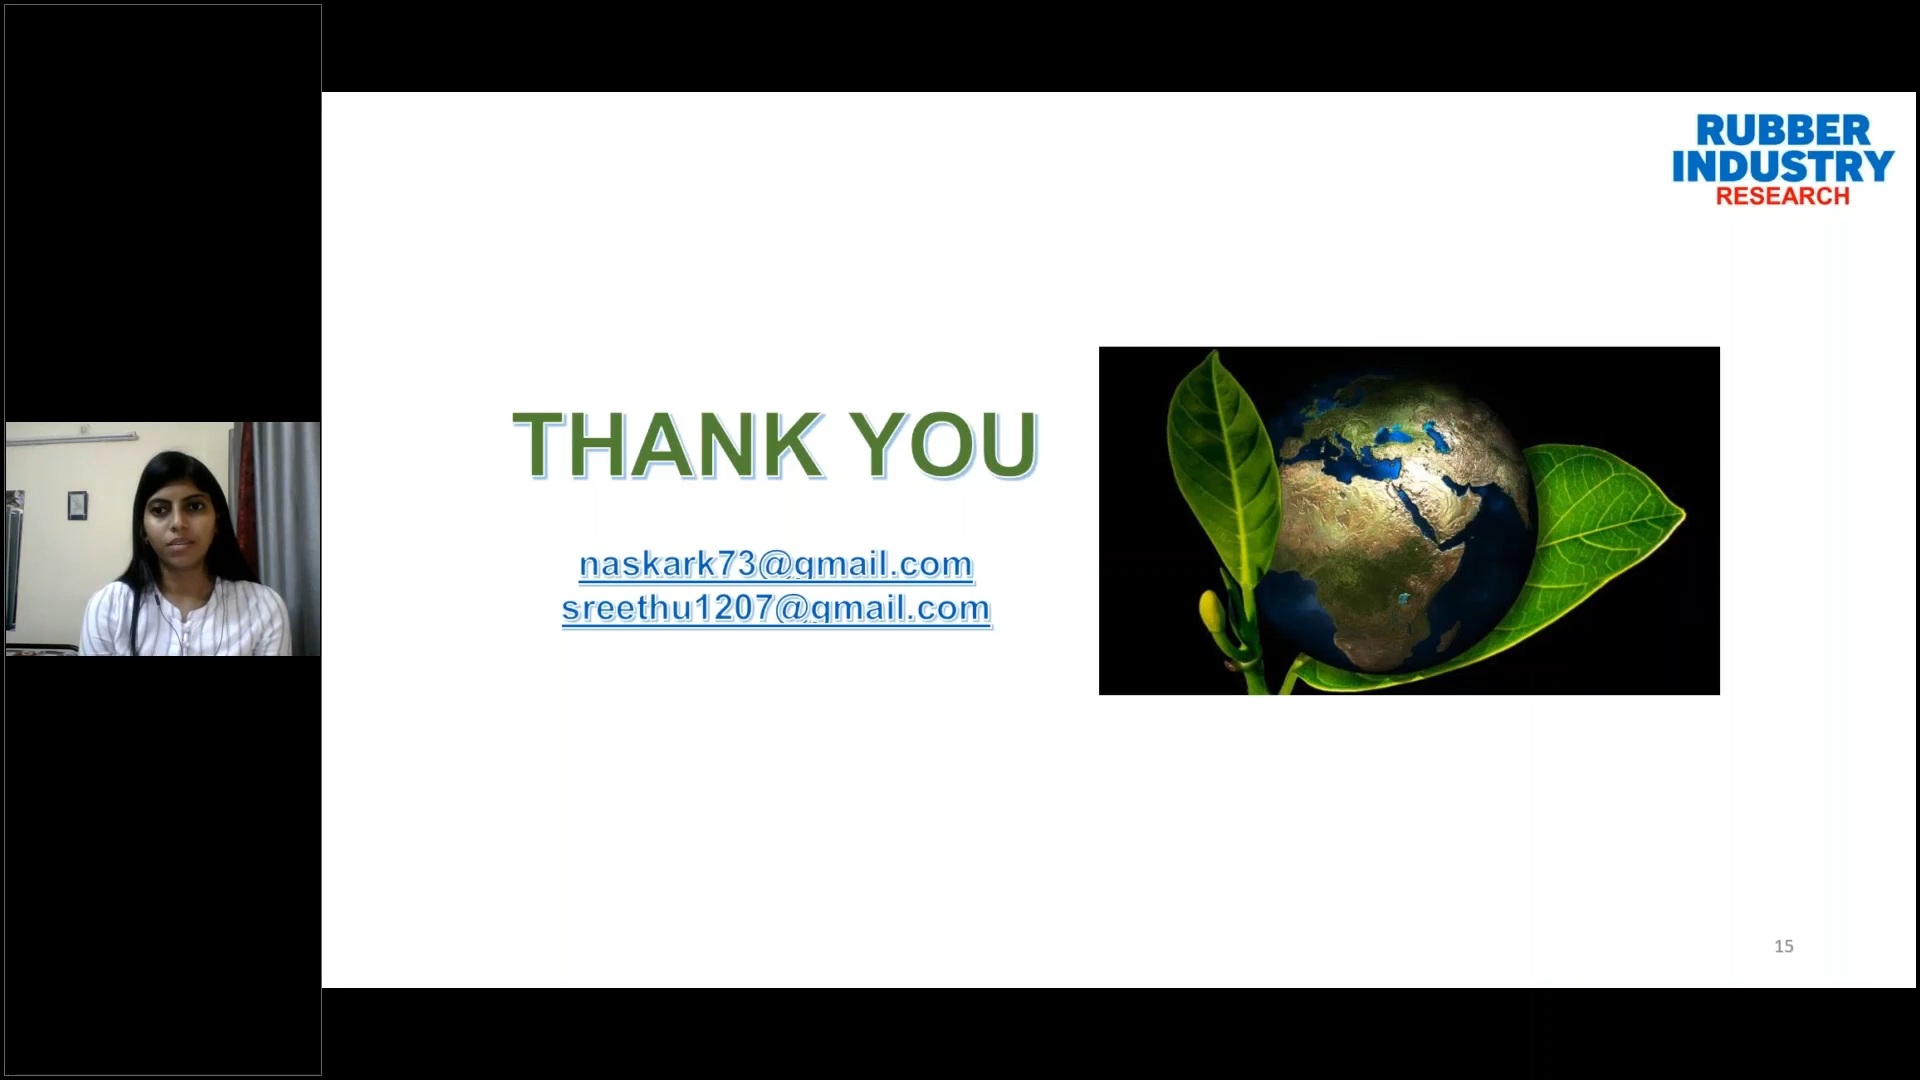 RUBBER
INDUSTRY
RESEARCH
THANK YOU
naskark73@gmail.com
sreethu1207@gmail.com
15